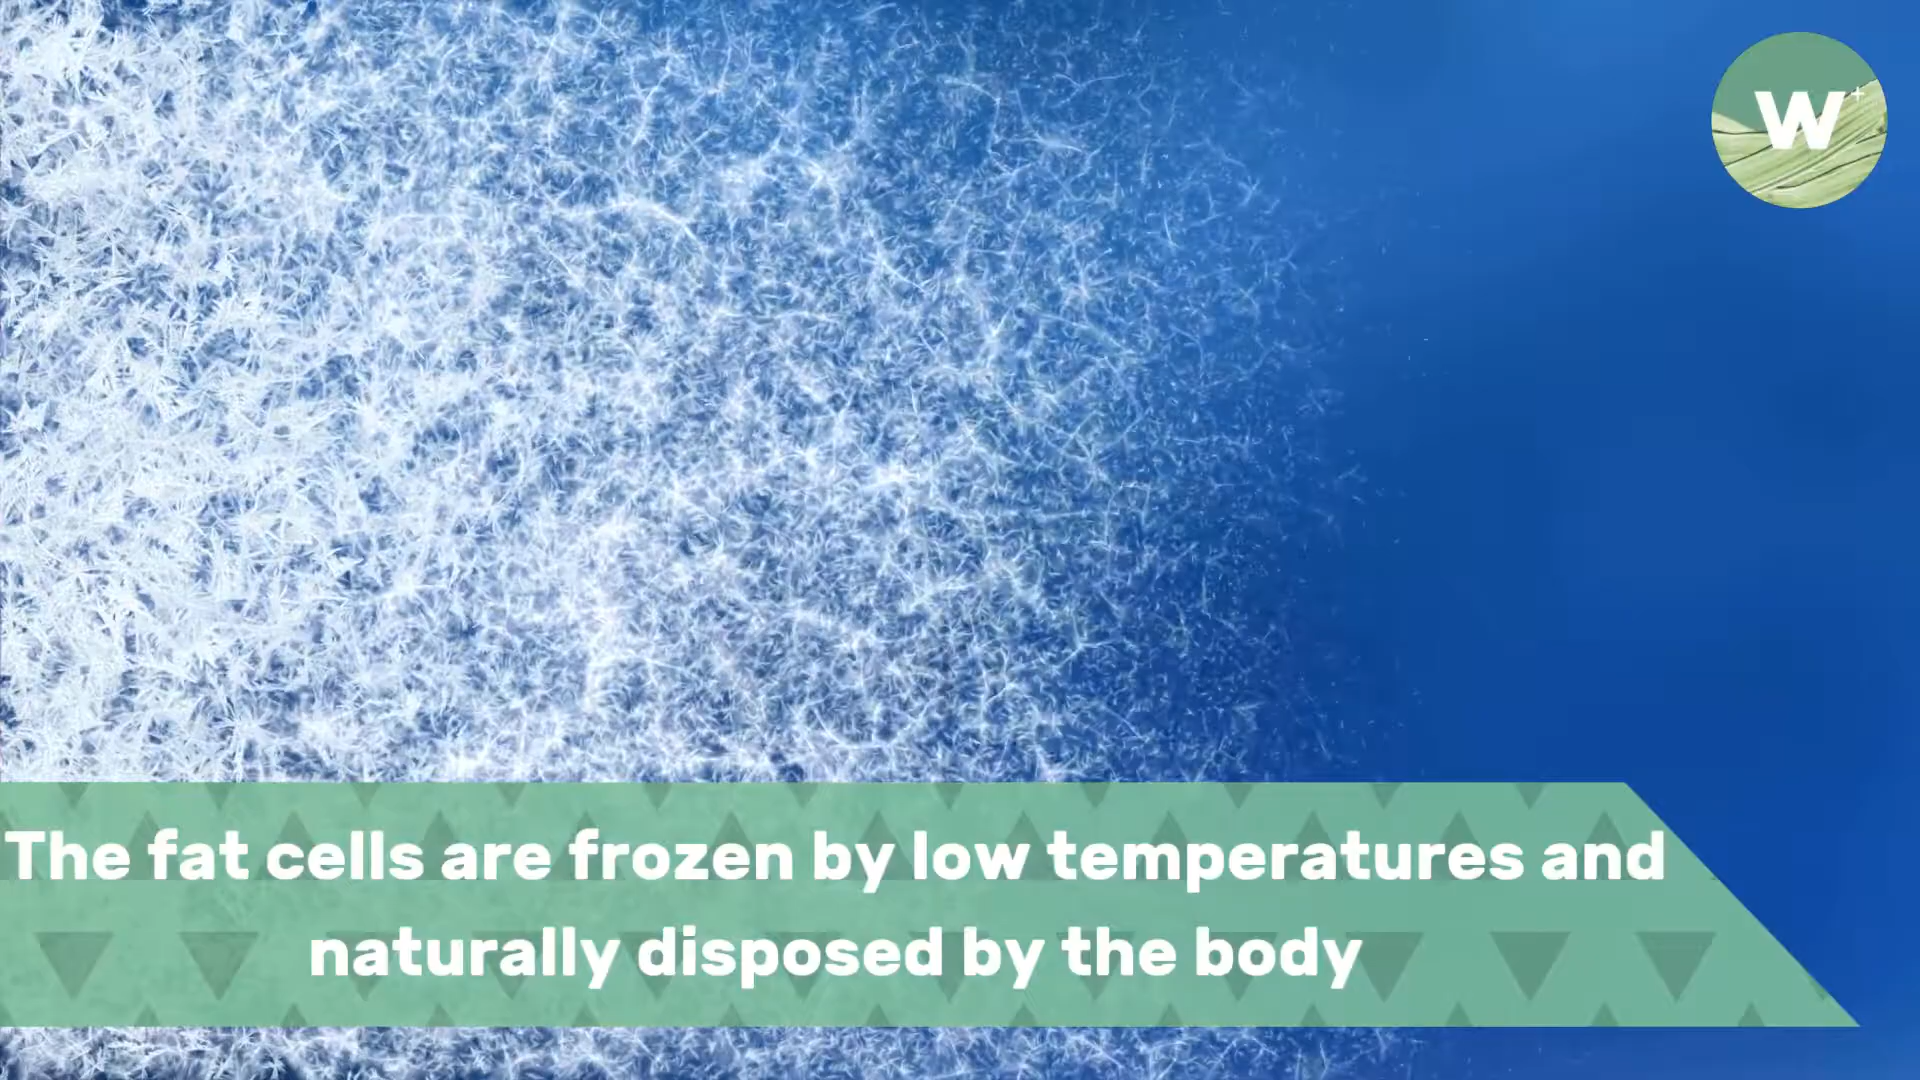 W+
The fat cells are frozen by low temperatures and
naturally disposed by the body